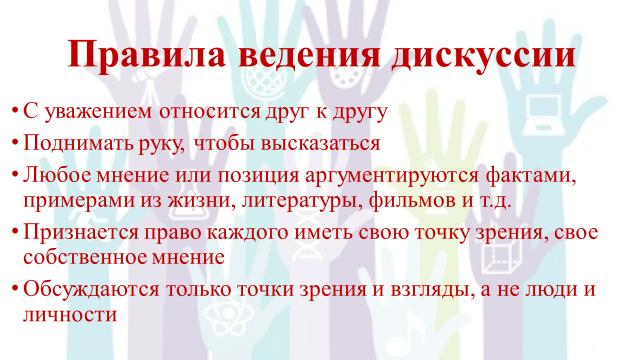 Правила ведения дискуссии
• С уважением относится друг к другу
• Поднимать руку, чтобы высказаться
• Любое мнение или позиция аргументируются фактами,
примерами из жизни, литературы, фильмов и т.д.
• Признается право каждого иметь свою точку зрения, свое
собственное мнение
• Обсуждаются только точки зрения и взгляды, а не люди и
личности